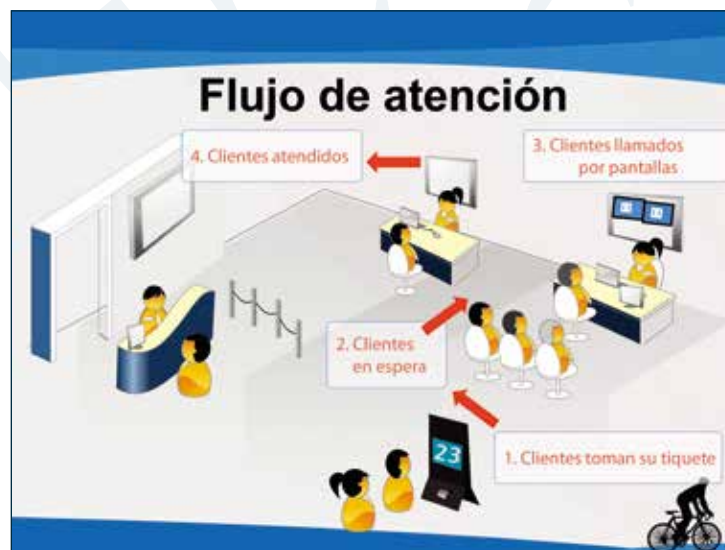 Flujo de atención
4. Clientes atendidos
3. Clientes llamados
por pantallas
2. Clientes
en espera
23
1. Clientes toman su tiquete